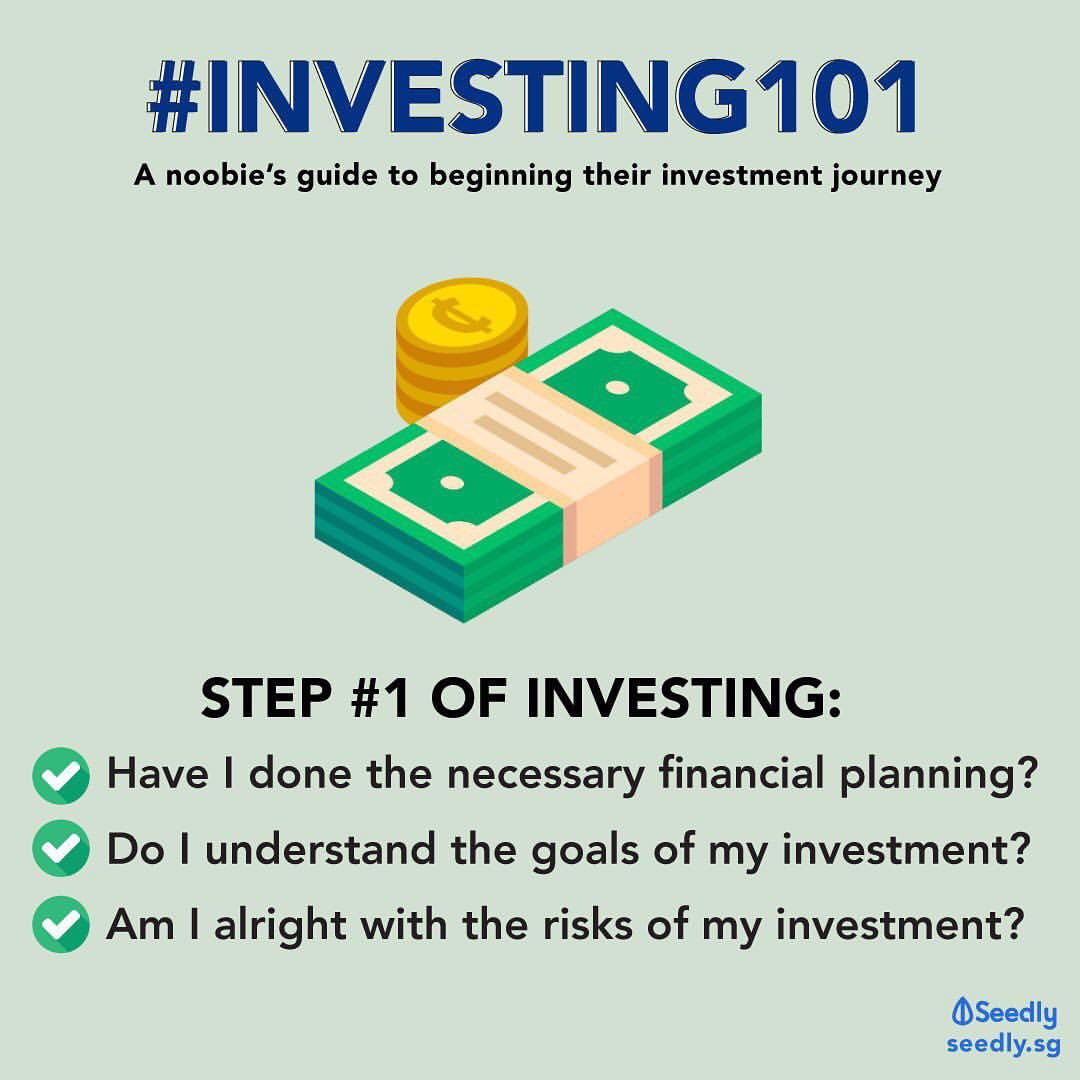 #INVESTING101
A noobie's guide to beginning their investment journey
STEP #1 OF INVESTING:
Have I done the necessary financial planning?
Do I understand the goals of my investment?
Am I alright with the risks of my investment?
Seedly
seedly.sg